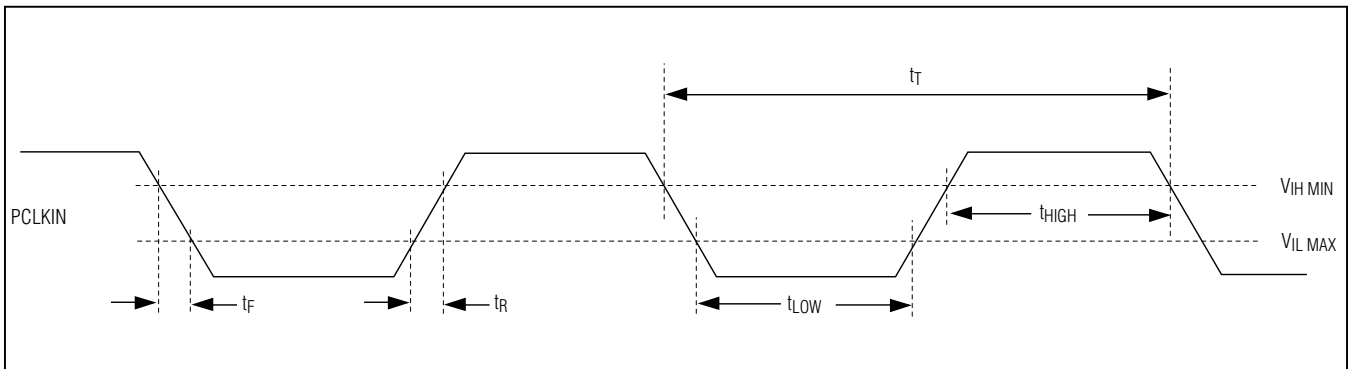 tT
VIH MIN
PCLKIN
tHIGH
VIL MAX
tF
tR
tLOW